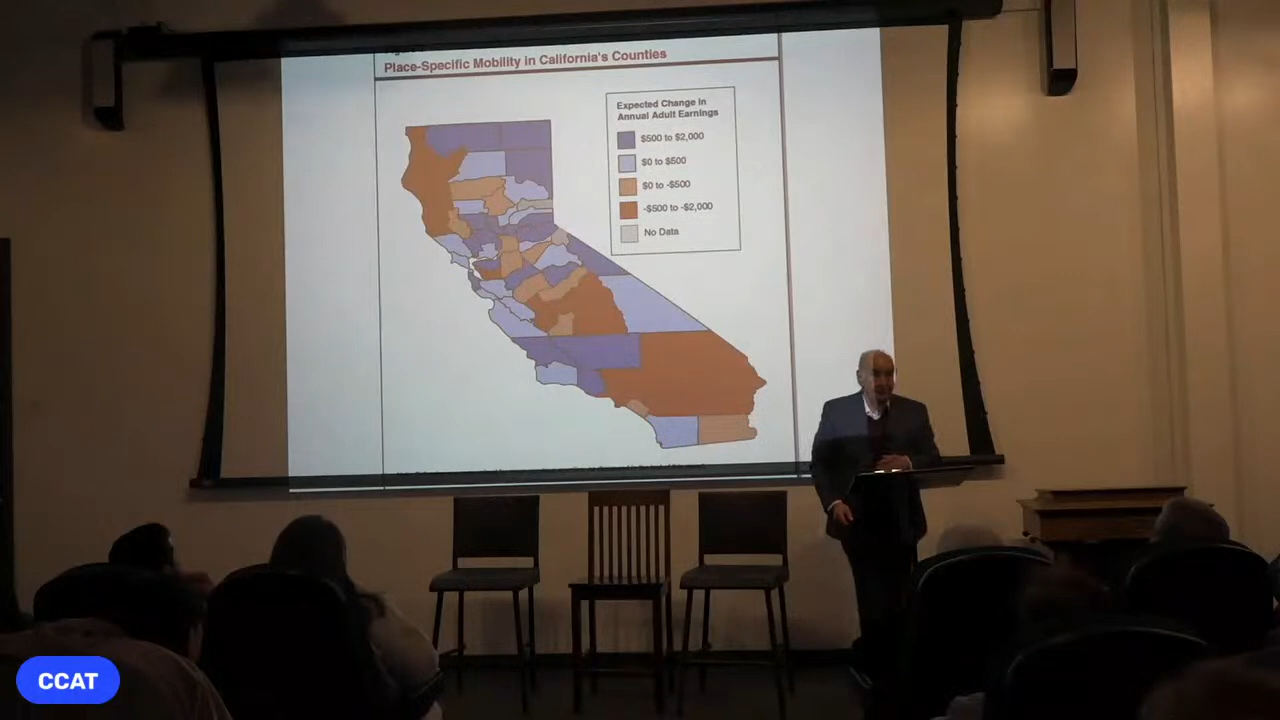 Place-Specific Mobility in California's Counties
Expected Change in
Annual Adult Earnings
$500 to $2,000
$0 to $500
$0 to -$500
-$500 to -$2,000
No Data
CCAT